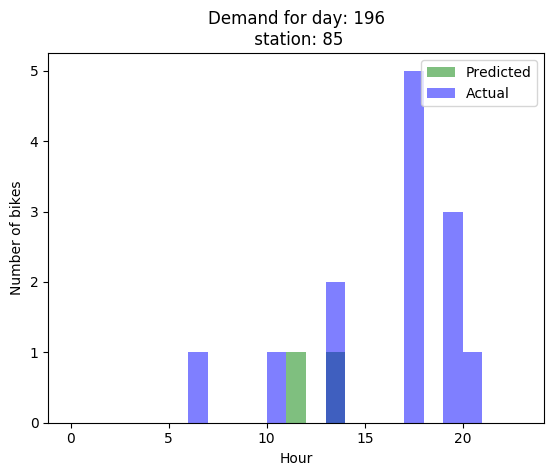 Demand for day: 196
station: 85
Predicted
Actual
Number of bikes
5
4
3
2
1
0
0
5
10
15
20
Hour